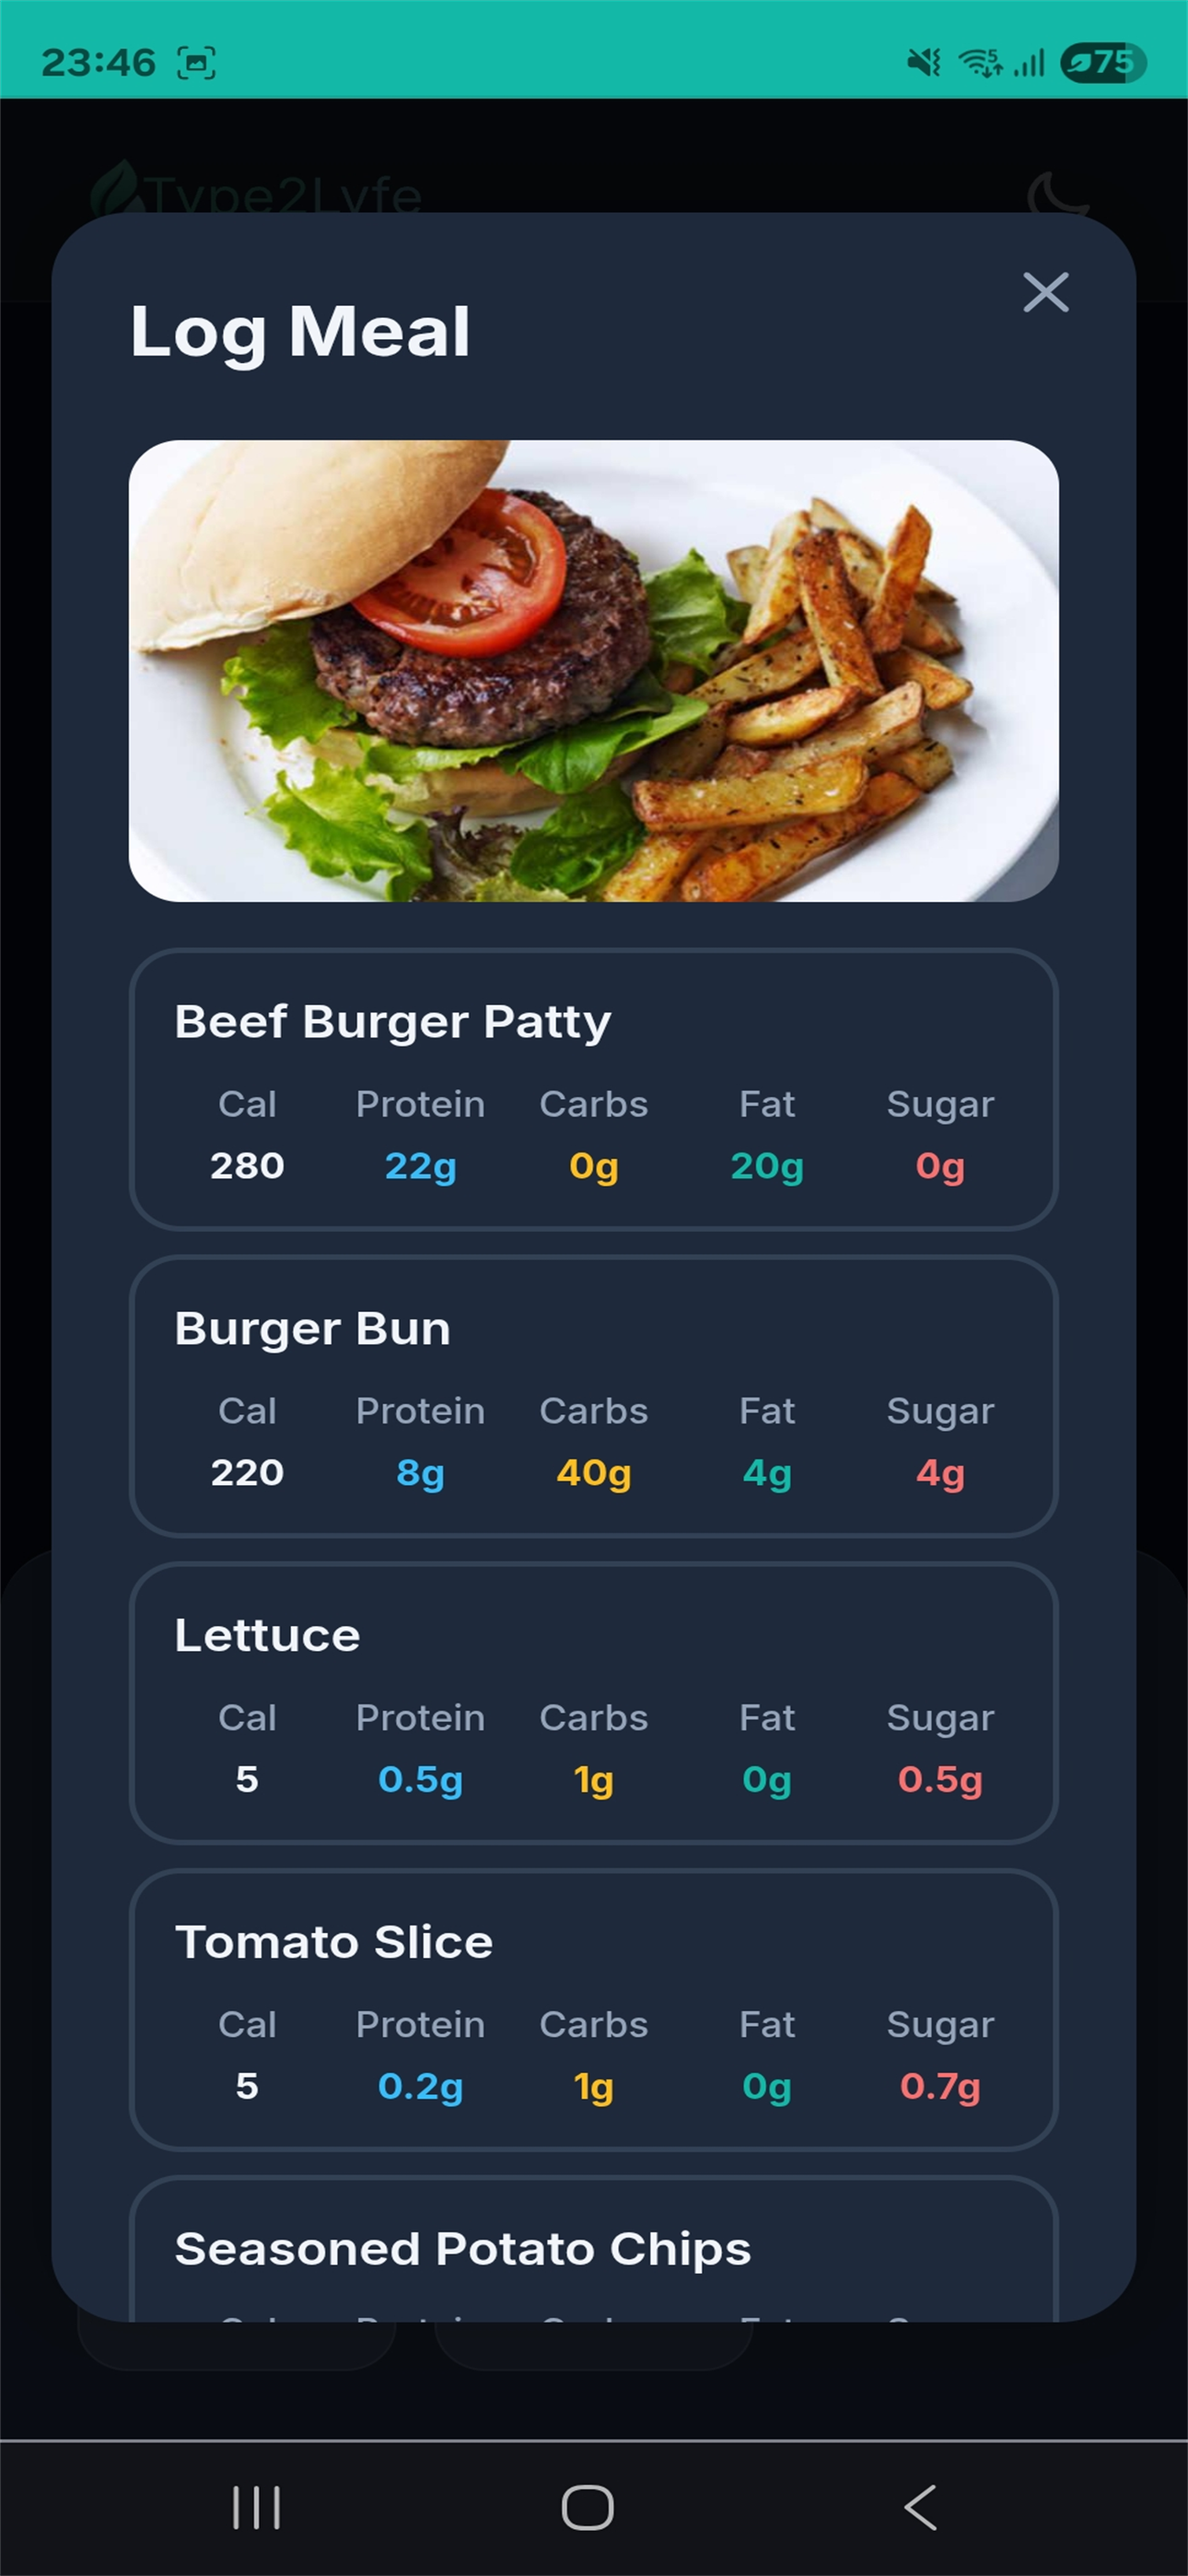 23:46 5 75
Type2Lyfe
Log Meal
Beef Burger Patty
Cal Protein Carbs Fat Sugar
280 22g 0g 20g 0g
Burger Bun
Cal Protein Carbs Fat Sugar
220 8g 40g 4g 4g
Lettuce
Cal Protein Carbs Fat Sugar
5 0.5g 1g 0g 0.5g
Tomato Slice
Cal Protein Carbs Fat Sugar
5 0.2g 1g 0g 0.7g
Seasoned Potato Chips